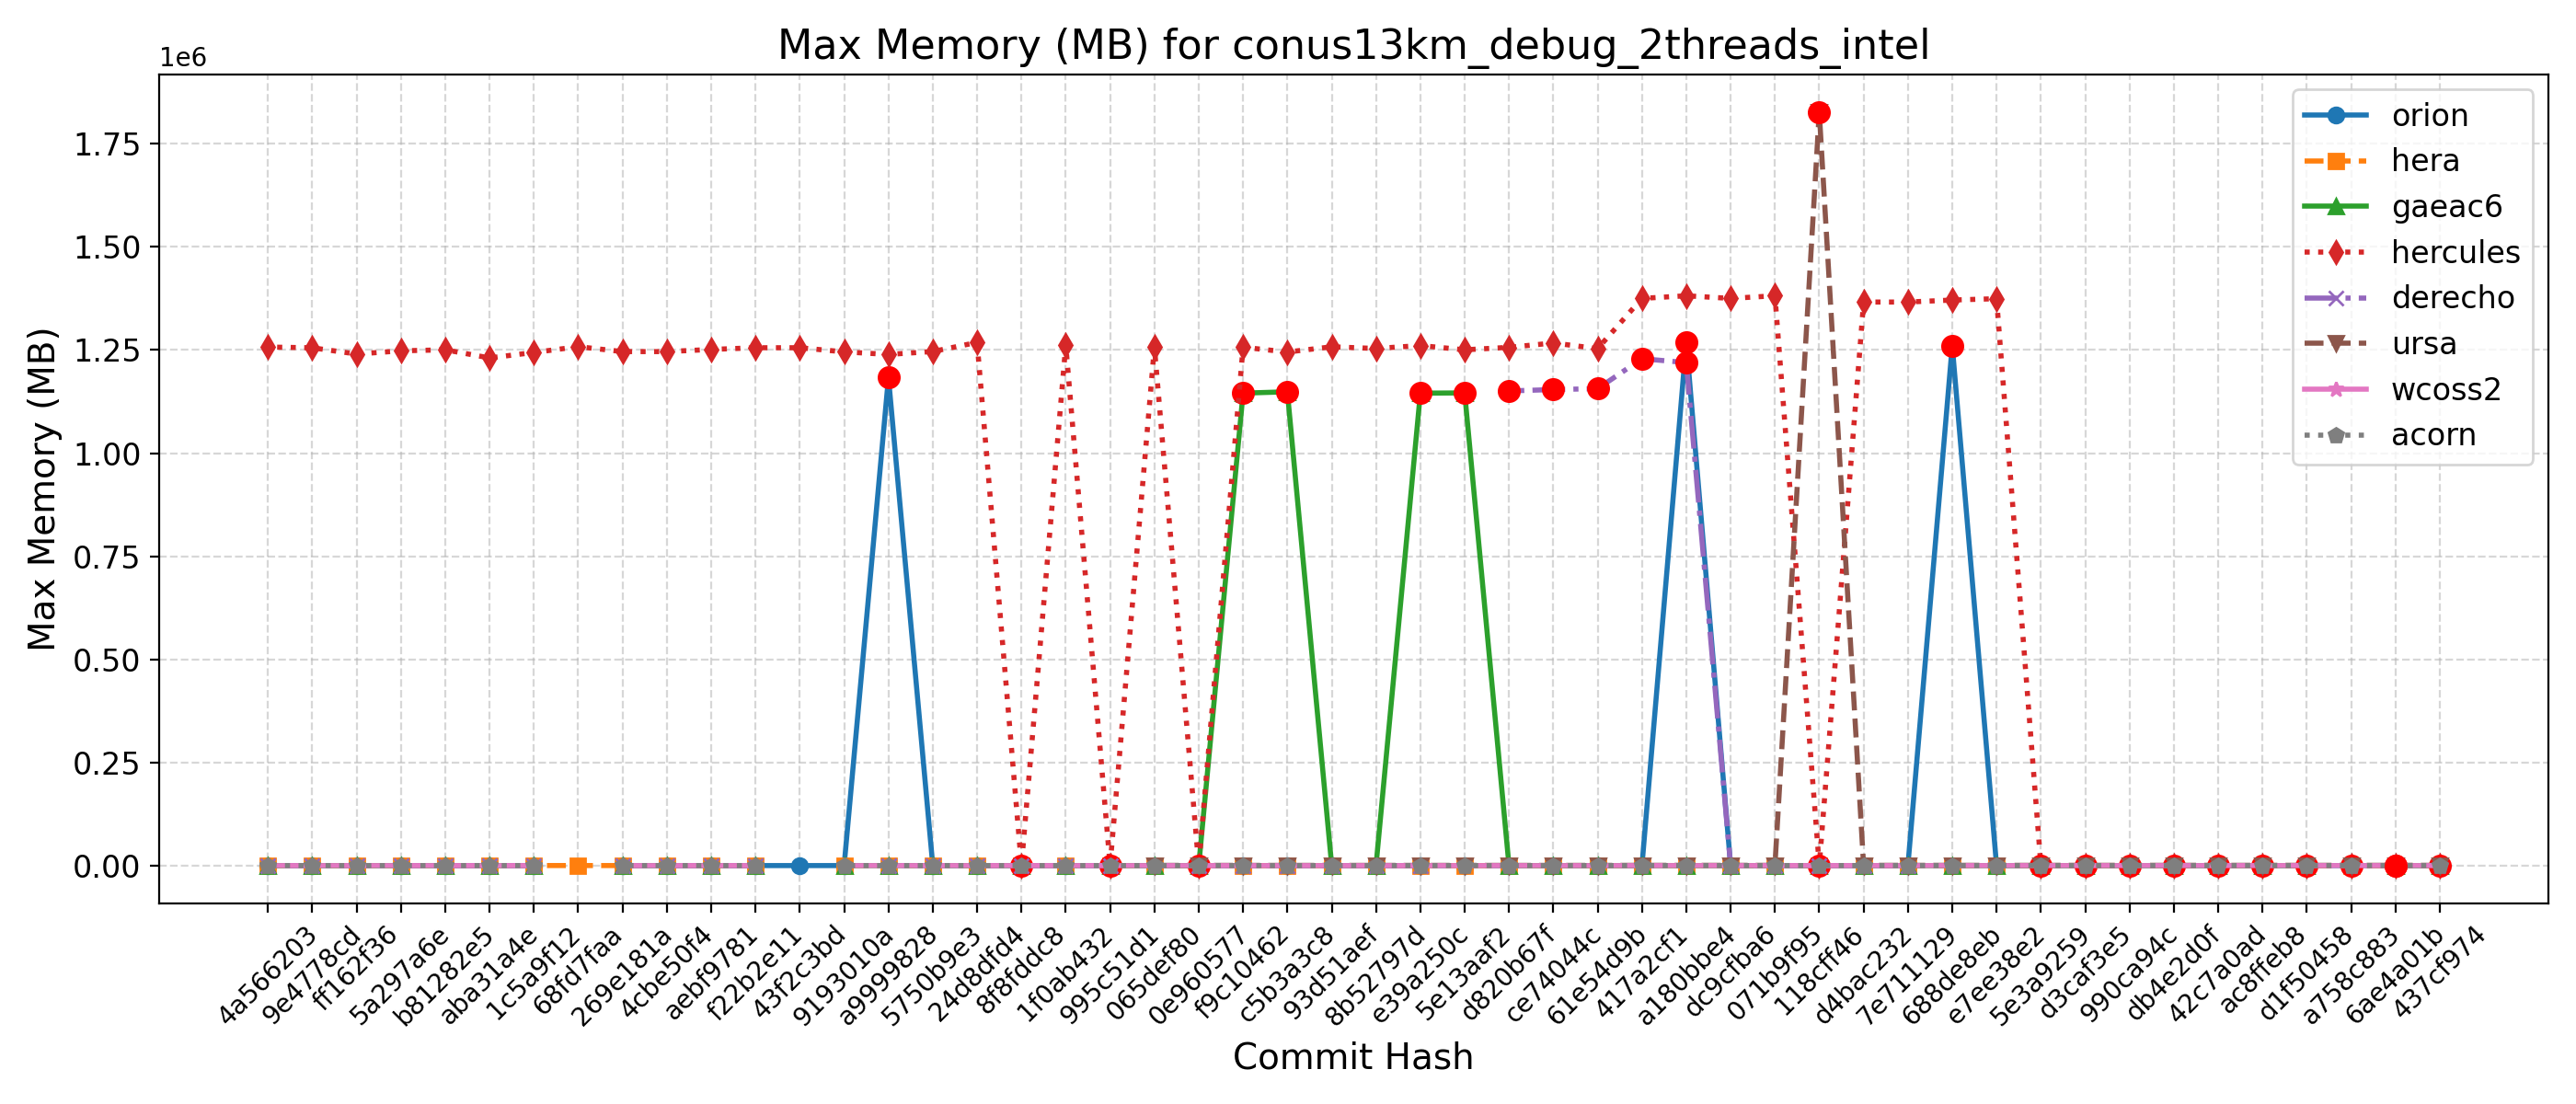 Max Memory (MB) for conus13km_debug_2threads_intel
1e6
1.75
1.50
1.25
1.00
0.75
0.50
0.25
0.00
Max Memory (MB)
orion
hera
gaeac6
hercules
derecho
ursa
wcoss2
acorn
4a566203
9e4778cd
ff162f36
5a297a6e
b81282e5
aba31a4e
1c5a9f12
68fd7faa
269e181a
4cbe50f4
aebf9781
f22b2e11
43f2c3bd
9193010a
a9999828
5750b9e3
24d8dfd4
8f8fddc8
1f0ab432
995c51d1
065def80
0e960577
f9c10462
c5b3a3c8
93d51aef
8b52797d
e39a250c
5e13aaf2
d820b67f
ce74044c
61e54d9b
417a2cf1
a180bbe4
dc9cfba6
071b9f95
118cff46
d4bac232
7e711129
688de8eb
e7ee38e2
5e3a9259
d3caf3e5
990ca94c
db4e2d0f
42c7a0ad
ac8ffeb8
d1f50458
a758c883
6ae4a01b
437cf974
Commit Hash